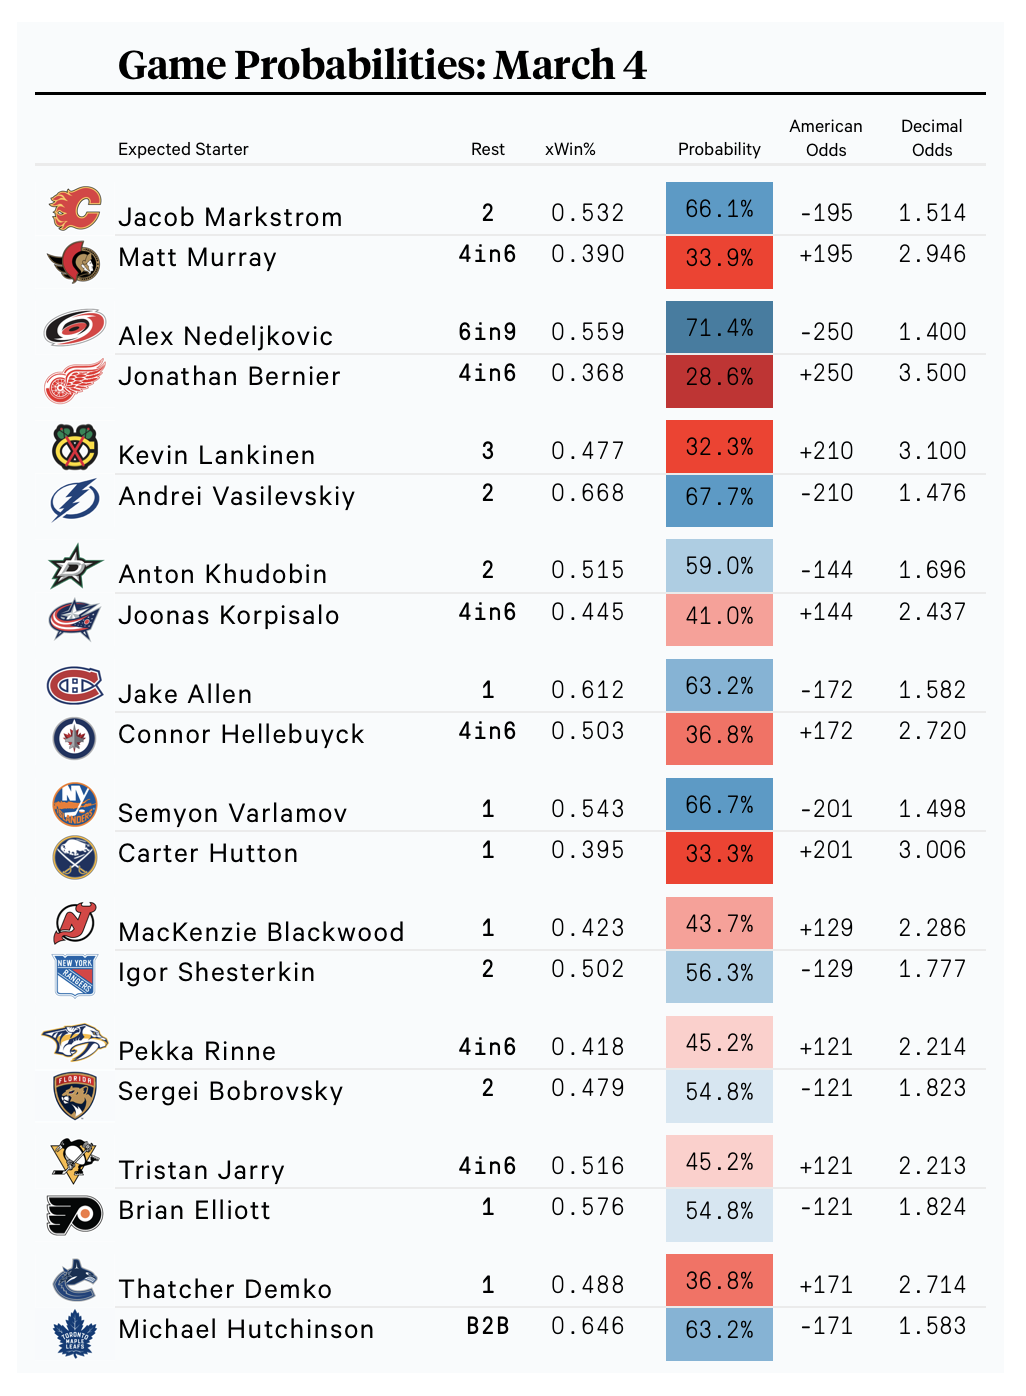 Game Probabilities: March 4
Expected Starter Rest xWin% Probability American Odds Decimal Odds
Jacob Markstrom 2 0.532 66.1% -195 1.514
Matt Murray 4in6 0.390 33.9% +195 2.946
Alex Nedeljkovic 6in9 0.559 71.4% -250 1.400
Jonathan Bernier 4in6 0.368 28.6% +250 3.500
Kevin Lankinen 3 0.477 32.3% +210 3.100
Andrei Vasilevskiy 2 0.668 67.7% -210 1.476
Anton Khudobin 2 0.515 59.0% -144 1.696
Joonas Korpisalo 4in6 0.445 41.0% +144 2.437
Jake Allen 1 0.612 63.2% -172 1.582
Connor Hellebuyck 4in6 0.503 36.8% +172 2.720
Semyon Varlamov 1 0.543 66.7% -201 1.498
Carter Hutton 1 0.395 33.3% +201 3.006
MacKenzie Blackwood 1 0.423 43.7% +129 2.286
NEW YORK RANGERS Igor Shesterkin 2 0.502 56.3% -129 1.777
Pekka Rinne 4in6 0.418 45.2% +121 2.214
FLORIDA Sergei Bobrovsky 2 0.479 54.8% -121 1.823
Tristan Jarry 4in6 0.516 45.2% +121 2.213
Brian Elliott 1 0.576 54.8% -121 1.824
Thatcher Demko 1 0.488 36.8% +171 2.714
TORONTO MAPLE LEAFS Michael Hutchinson B2B 0.646 63.2% -171 1.583